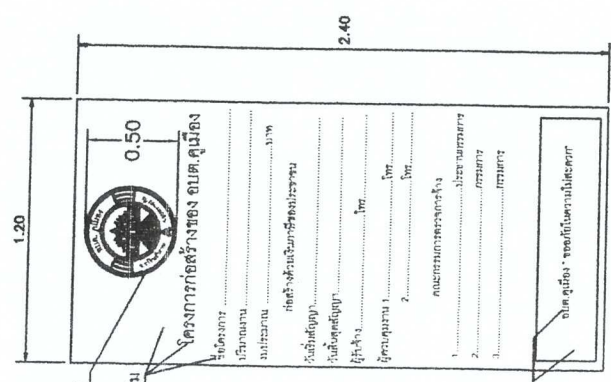 1.20
2.40
0.50
โครงการก่อสร้างของ อบต.คูเมือง
ชื่อโครงการ ........................
ปริมาณงาน ........................
งบประมาณ ........................บาท
ก่อสร้างด้วยเงินภาษีของประชาชน
วันเริ่มสัญญา........................
วันสิ้นสุดสัญญา........................
ผู้รับจ้าง........................โทร........................
ผู้ควบคุมงาน 1........................โทร........................
2........................โทร........................
คณะกรรมการตรวจการจ้าง
1........................ประธานกรรมการ
2........................กรรมการ
3........................กรรมการ
อบต.คูเมือง " ขออภัยในความไม่สะดวก"